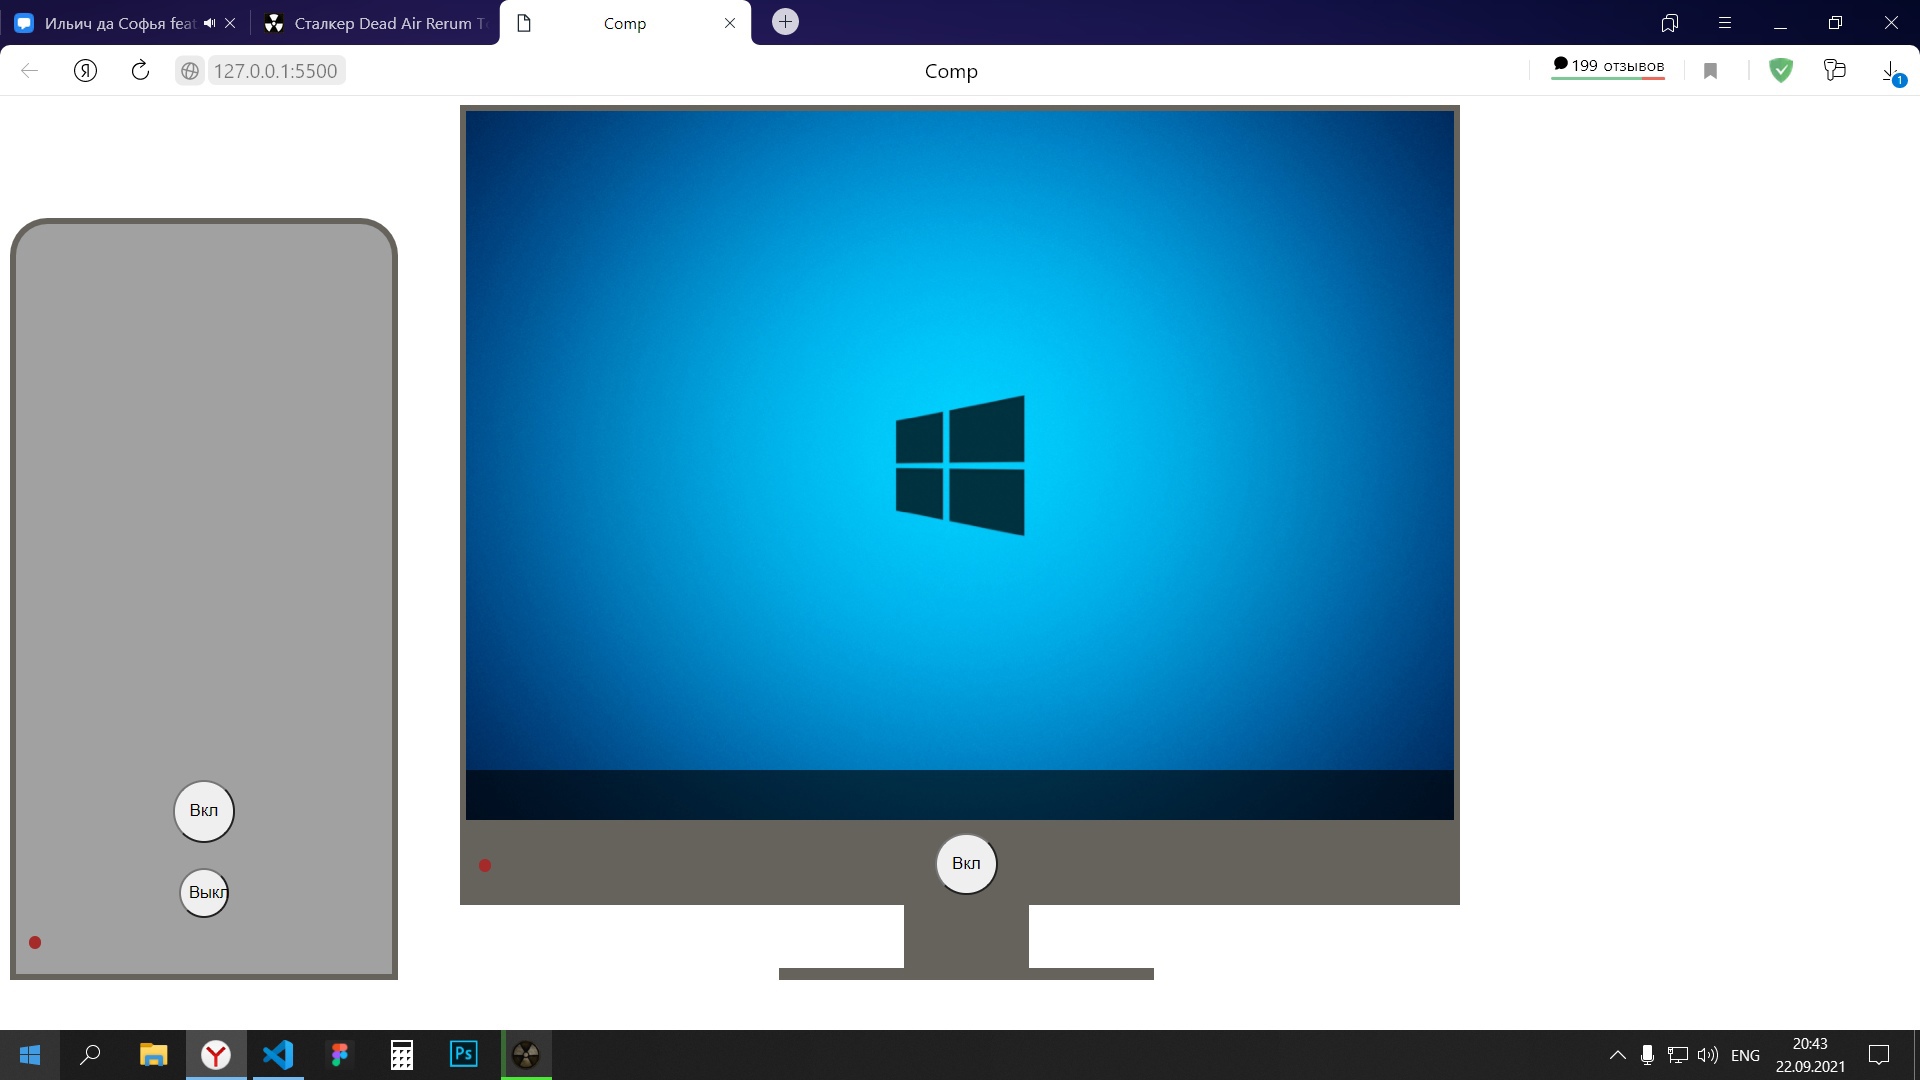 Ильич да Софья feat
Сталкер Dead Air Rerum T
Comp
Я
127.0.0.1:5500
Comp
199 отзывов
1
Вкл
Выкл
Вкл
Y
Ps
ENG
20:43
22.09.2021